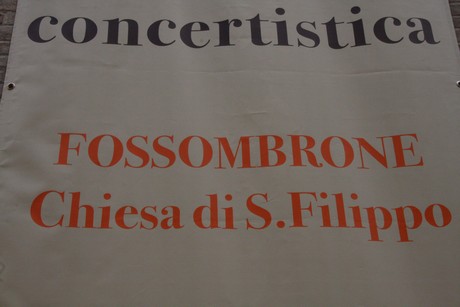 concertistica
FOSSOMBRONE
Chiesa di S.Filippo